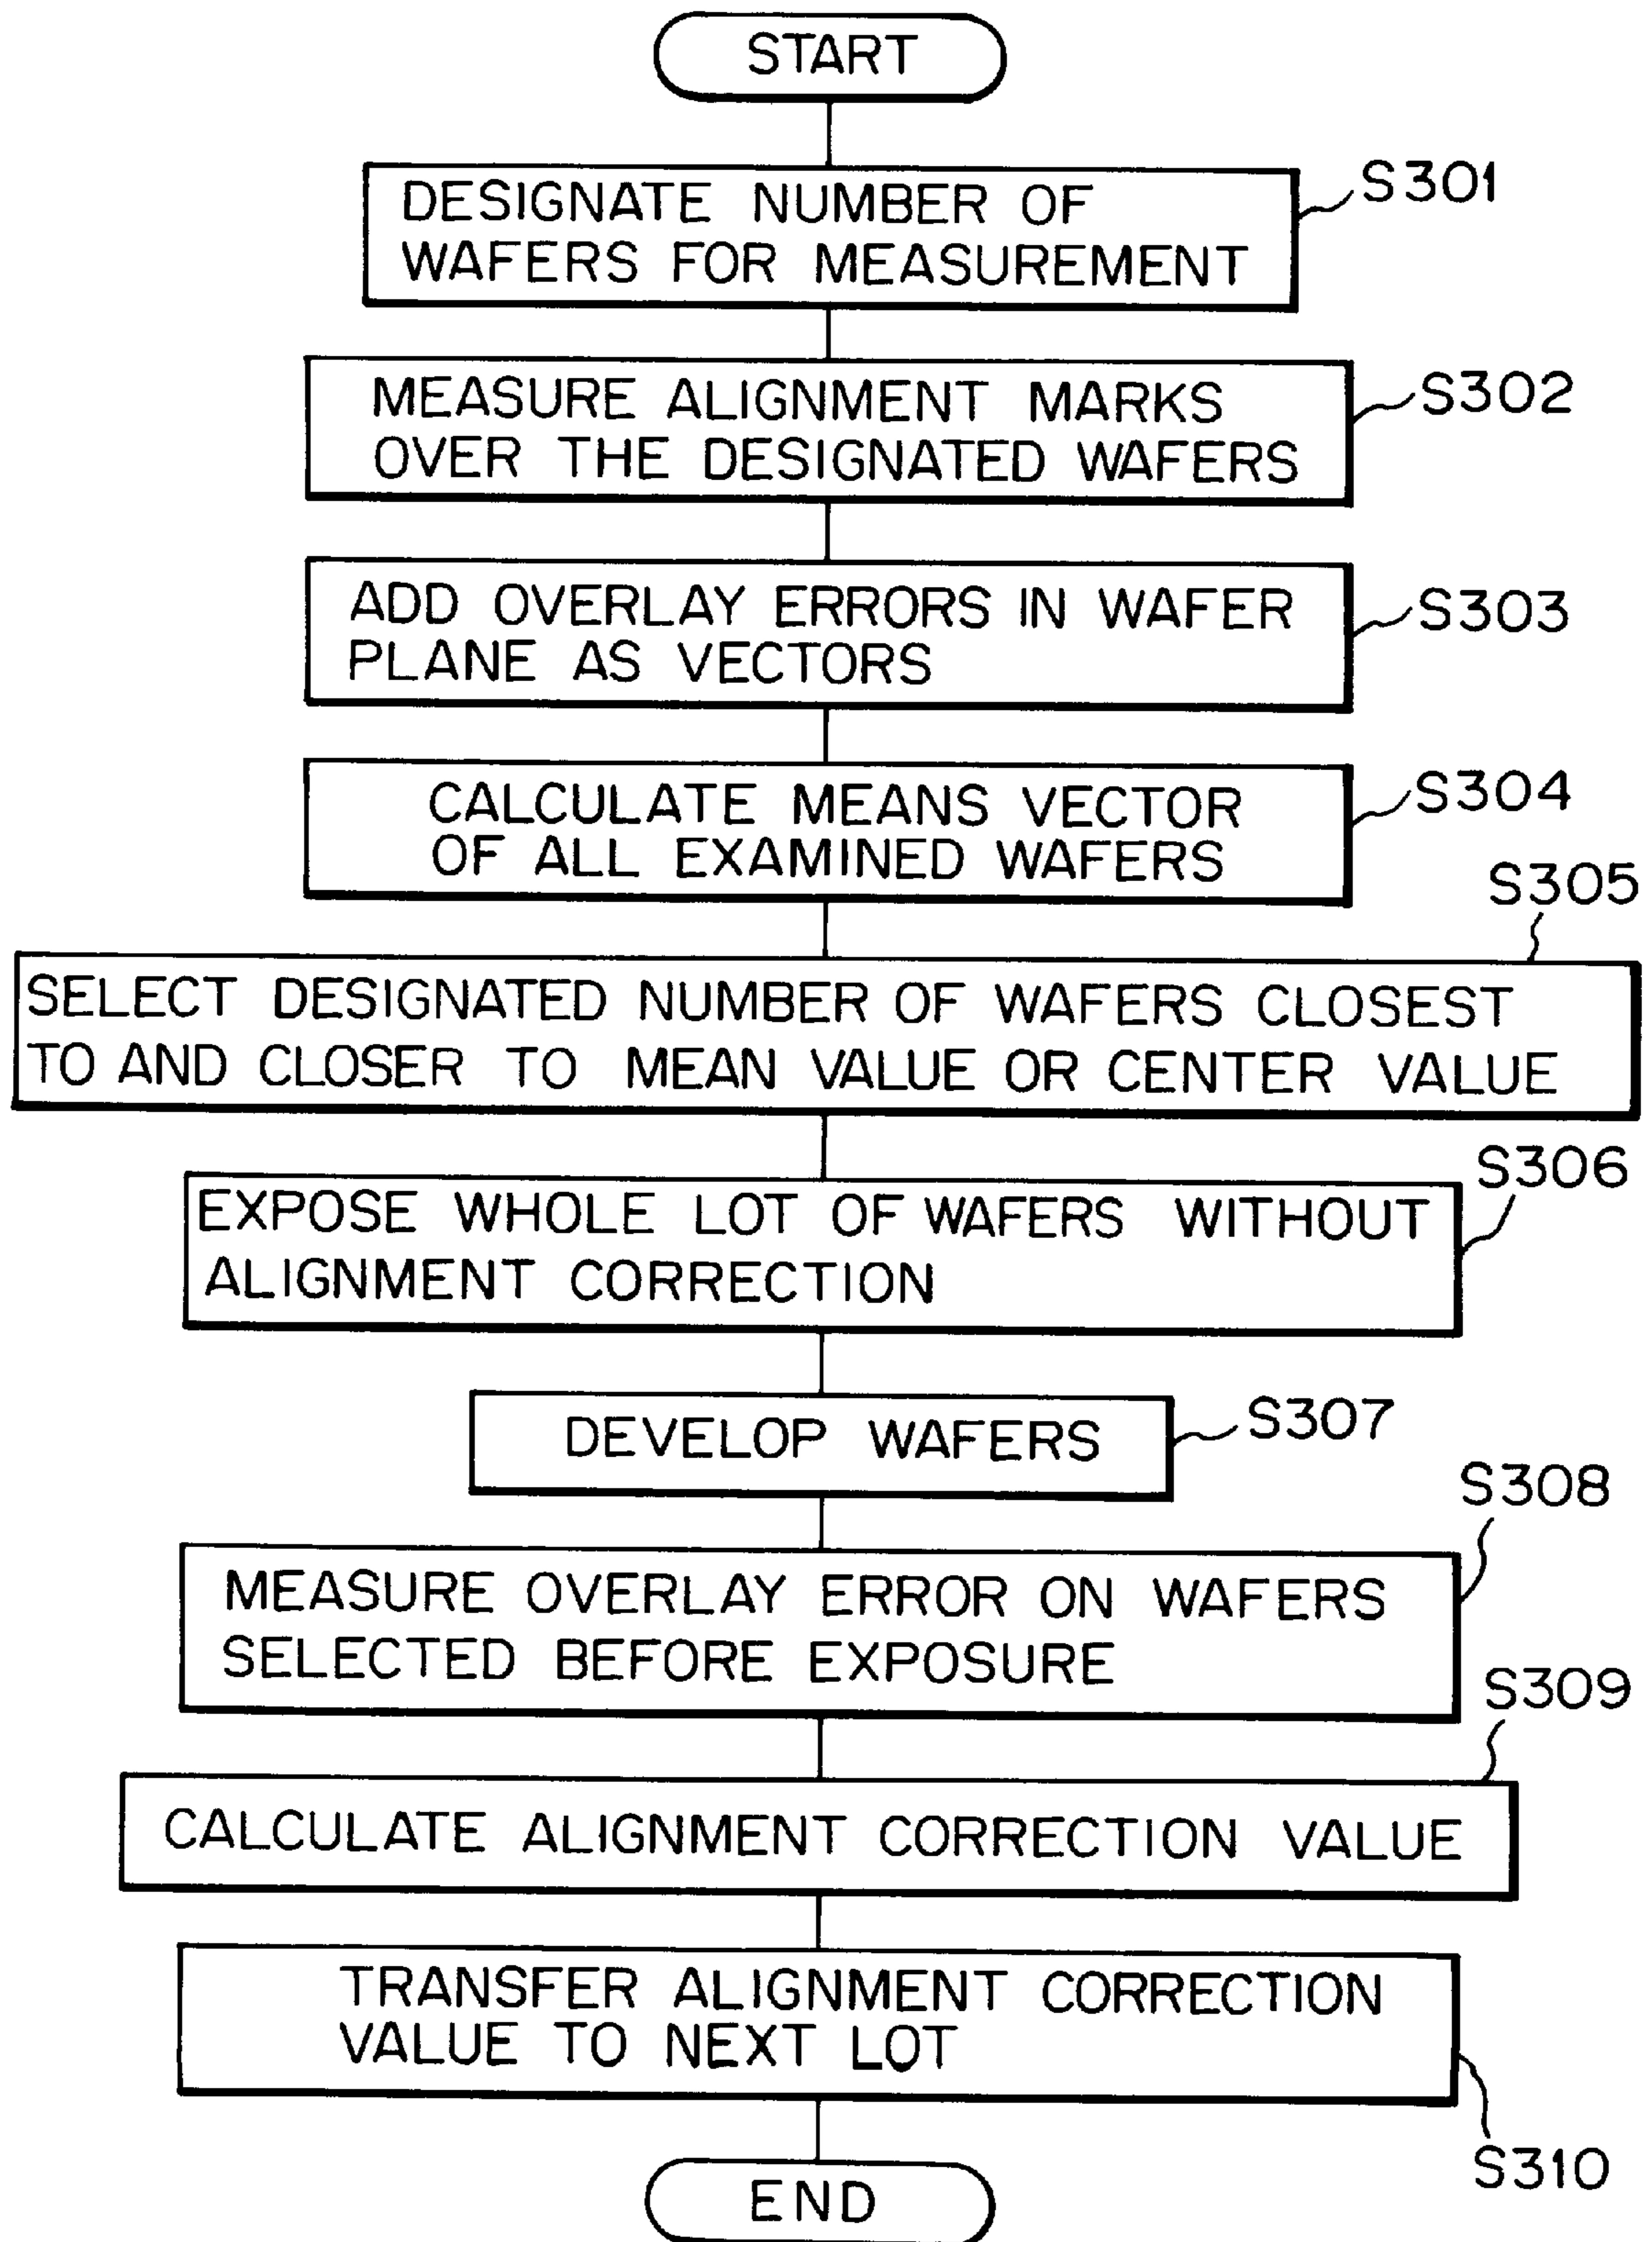 START
DESIGNATE NUMBER OF
WAFERS FOR MEASUREMENT
S301
MEASURE ALIGNMENT MARKS
OVER THE DESIGNATED WAFERS
S302
ADD OVERLAY ERRORS IN WAFER
PLANE AS VECTORS
S303
CALCULATE MEANS VECTOR
OF ALL EXAMINED WAFERS
S304
S305
SELECT DESIGNATED NUMBER OF WAFERS CLOSEST
TO AND CLOSER TO MEAN VALUE OR CENTER VALUE
S306
EXPOSE WHOLE LOT OF WAFERS WITHOUT
ALIGNMENT CORRECTION
DEVELOP WAFERS
S307
S308
MEASURE OVERLAY ERROR ON WAFERS
SELECTED BEFORE EXPOSURE
S309
CALCULATE ALIGNMENT CORRECTION VALUE
TRANSFER ALIGNMENT CORRECTION
VALUE TO NEXT LOT
S310
END